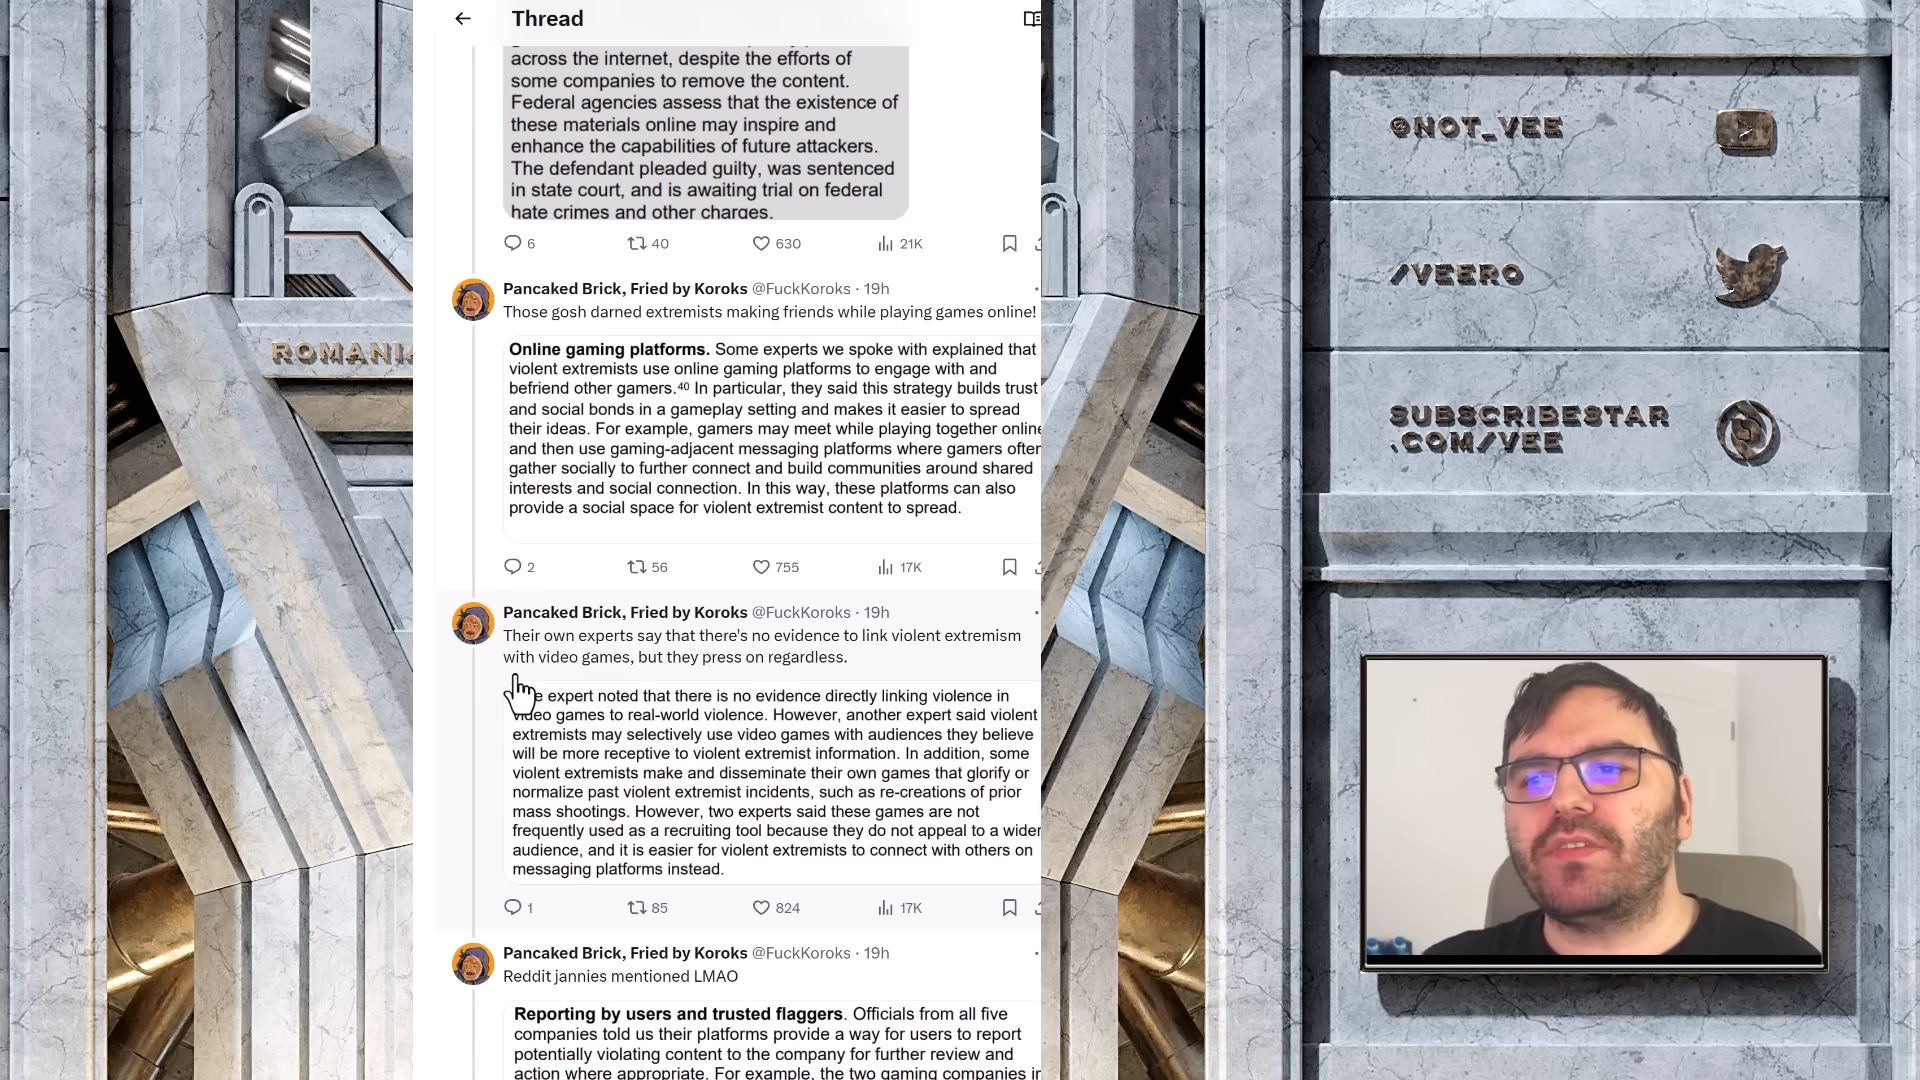 Thread
across the internet, despite the efforts of
some companies to remove the content.
Federal agencies assess that the existence of
these materials online may inspire and
enhance the capabilities of future attackers.
The defendant pleaded guilty, was sentenced
in state court, and is awaiting trial on federal
hate crimes and other charges.
6 40 630 21K
Pancaked Brick, Fried by Koroks @FuckKoroks · 19h
Those gosh darned extremists making friends while playing games online!
Online gaming platforms. Some experts we spoke with explained that
violent extremists use online gaming platforms to engage with and
befriend other gamers.⁴⁰ In particular, they said this strategy builds trust
and social bonds in a gameplay setting and makes it easier to spread
their ideas. For example, gamers may meet while playing together online
and then use gaming-adjacent messaging platforms where gamers often
gather socially to further connect and build communities around shared
interests and social connection. In this way, these platforms can also
provide a social space for violent extremist content to spread.
2 56 755 17K
Pancaked Brick, Fried by Koroks @FuckKoroks · 19h
Their own experts say that there's no evidence to link violent extremism
with video games, but they press on regardless.
expert noted that there is no evidence directly linking violence in
video games to real-world violence. However, another expert said violent
extremists may selectively use video games with audiences they believe
will be more receptive to violent extremist information. In addition, some
violent extremists make and disseminate their own games that glorify or
normalize past violent extremist incidents, such as re-creations of prior
mass shootings. However, two experts said these games are not
frequently used as a recruiting tool because they do not appeal to a wider
audience, and it is easier for violent extremists to connect with others on
messaging platforms instead.
1 85 824 17K
Pancaked Brick, Fried by Koroks @FuckKoroks · 19h
Reddit jannies mentioned LMAO
Reporting by users and trusted flaggers. Officials from all five
companies told us their platforms provide a way for users to report
potentially violating content to the company for further review and
action where appropriate. For example, the two gaming companies in
ROMANIA
@NOT_VEE
/VEERO
SUBSCRIBESTAR
.COM/VEE